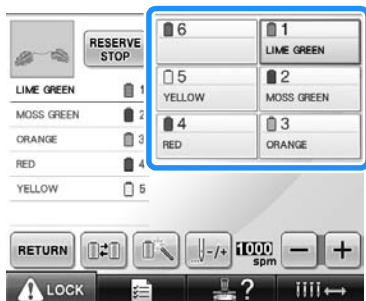 RESERVE
STOP
LIME GREEN 1
MOSS GREEN 2
ORANGE 3
RED 4
YELLOW 5
6
1
LIME GREEN
5
YELLOW
2
MOSS GREEN
4
RED
3
ORANGE
RETURN
-/+
1000
spm
- +
LOCK
?